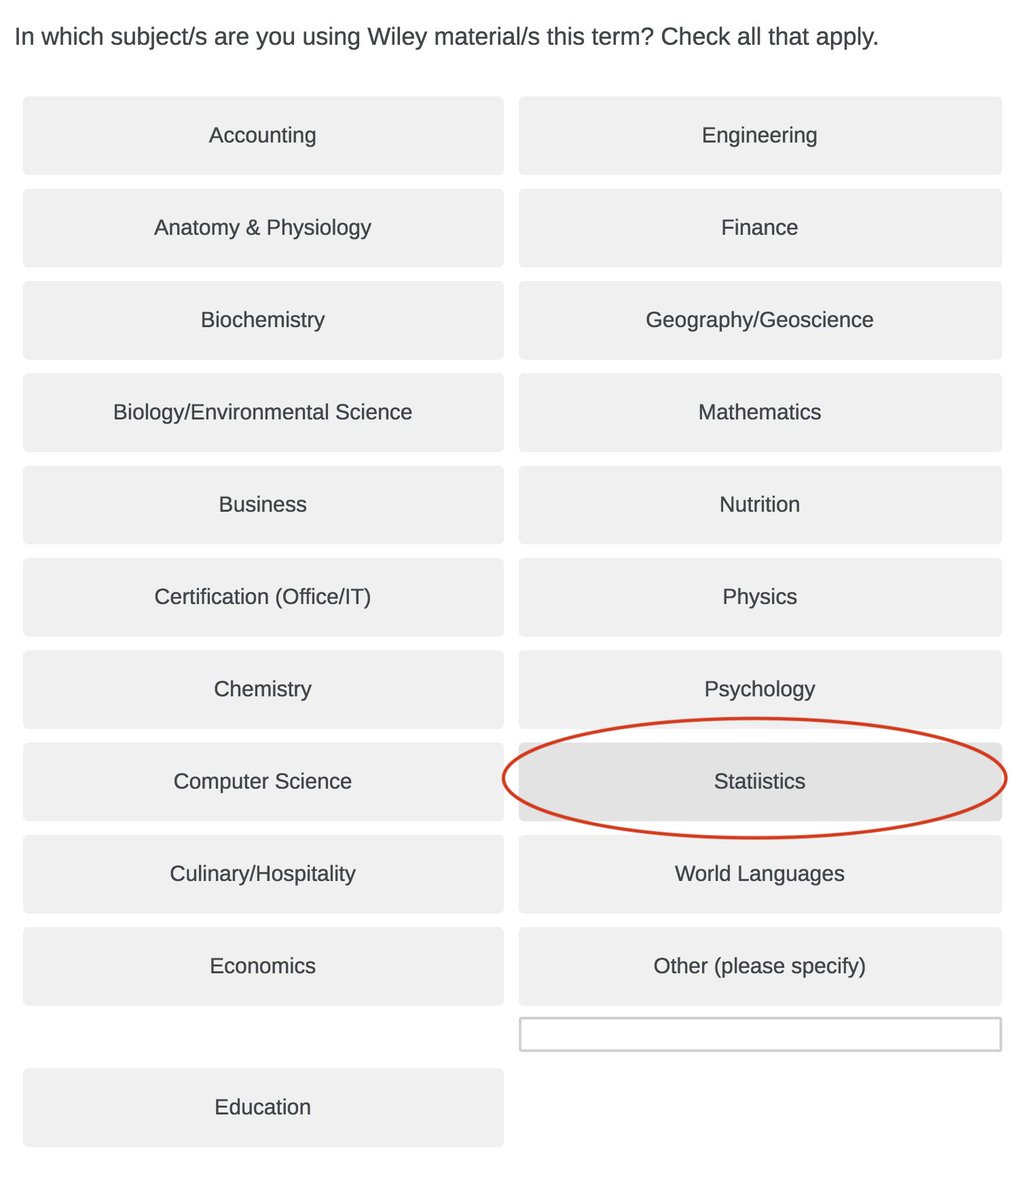 In which subject/s are you using Wiley material/s this term? Check all that apply.
Accounting
Engineering
Anatomy & Physiology
Finance
Biochemistry
Geography/Geoscience
Biology/Environmental Science
Mathematics
Business
Nutrition
Certification (Office/IT)
Physics
Chemistry
Psychology
Computer Science
Statiistics
Culinary/Hospitality
World Languages
Economics
Other (please specify)
Education